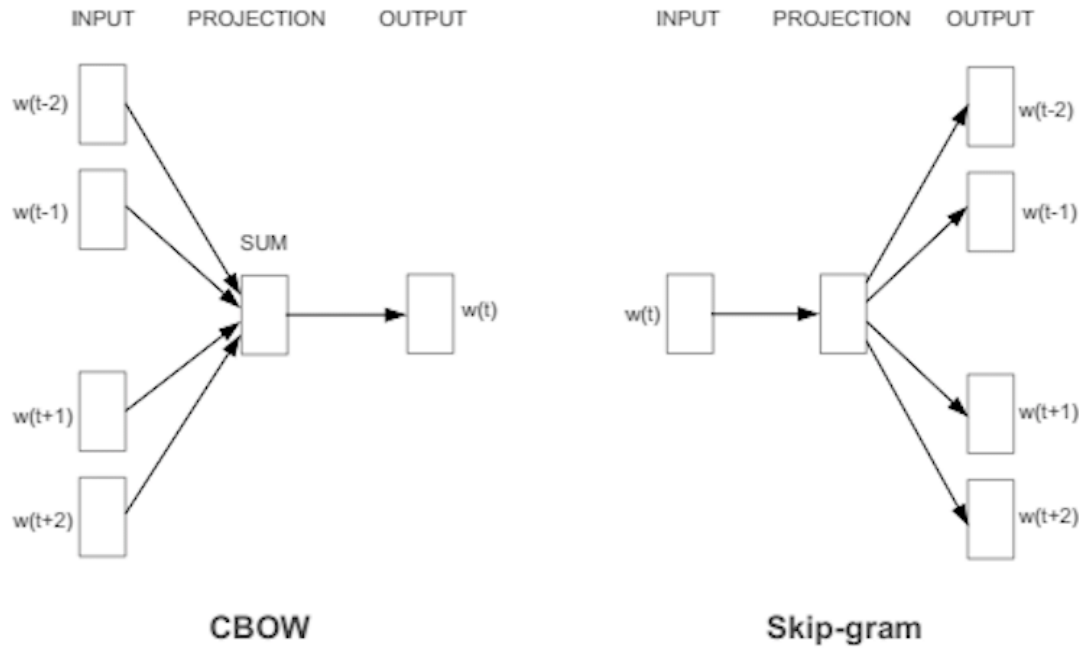 INPUT PROJECTION OUTPUT
w(t-2)
w(t-1)
SUM
w(t)
w(t+1)
w(t+2)
CBOW
INPUT PROJECTION OUTPUT
w(t-2)
w(t-1)
w(t)
w(t+1)
w(t+2)
Skip-gram